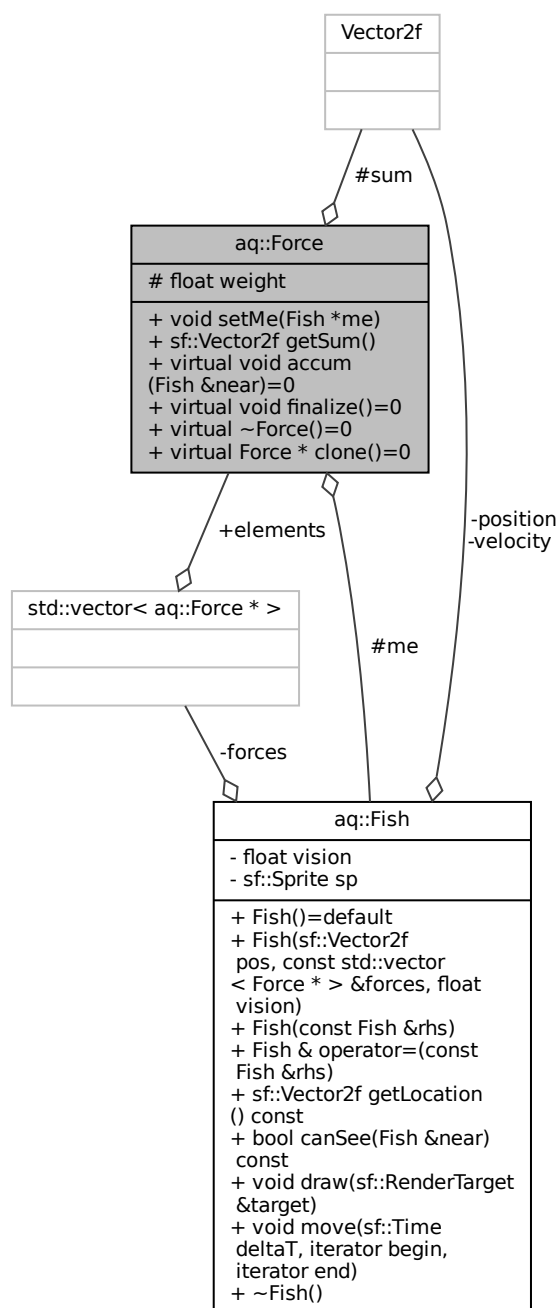 Vector2f
#sum
aq::Force
# float weight
+ void setMe(Fish *me)
+ sf::Vector2f getSum()
+ virtual void accum
(Fish &near)=0
+ virtual void finalize()=0
+ virtual ~Force()=0
+ virtual Force * clone()=0
+elements
-position
-velocity
std::vector< aq::Force * >
#me
-forces
aq::Fish
- float vision
- sf::Sprite sp
+ Fish()=default
+ Fish(sf::Vector2f
pos, const std::vector
< Force * > &forces, float
vision)
+ Fish(const Fish &rhs)
+ Fish & operator=(const
Fish &rhs)
+ sf::Vector2f getLocation
() const
+ bool canSee(Fish &near)
const
+ void draw(sf::RenderTarget
&target)
+ void move(sf::Time
deltaT, iterator begin,
iterator end)
+ ~Fish()